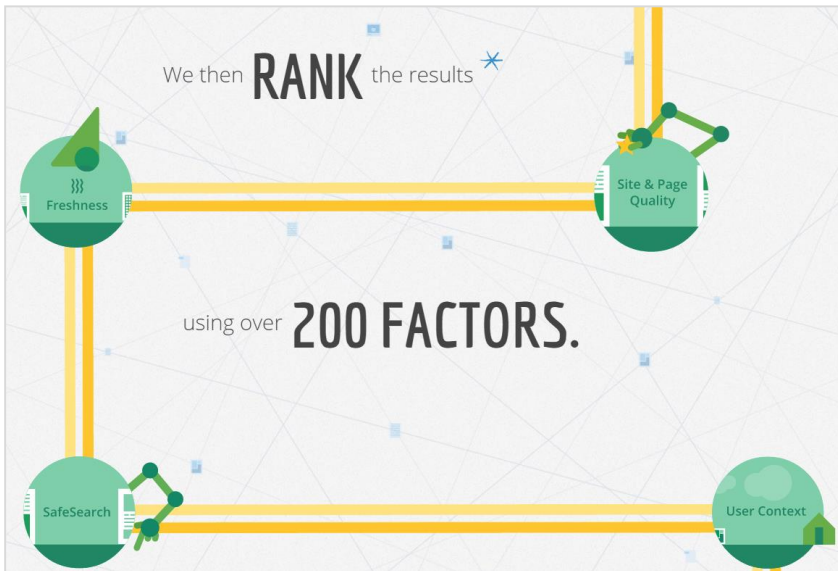 We then RANK the results
Freshness
Site & Page
Quality
using over 200 FACTORS.
SafeSearch
User Context